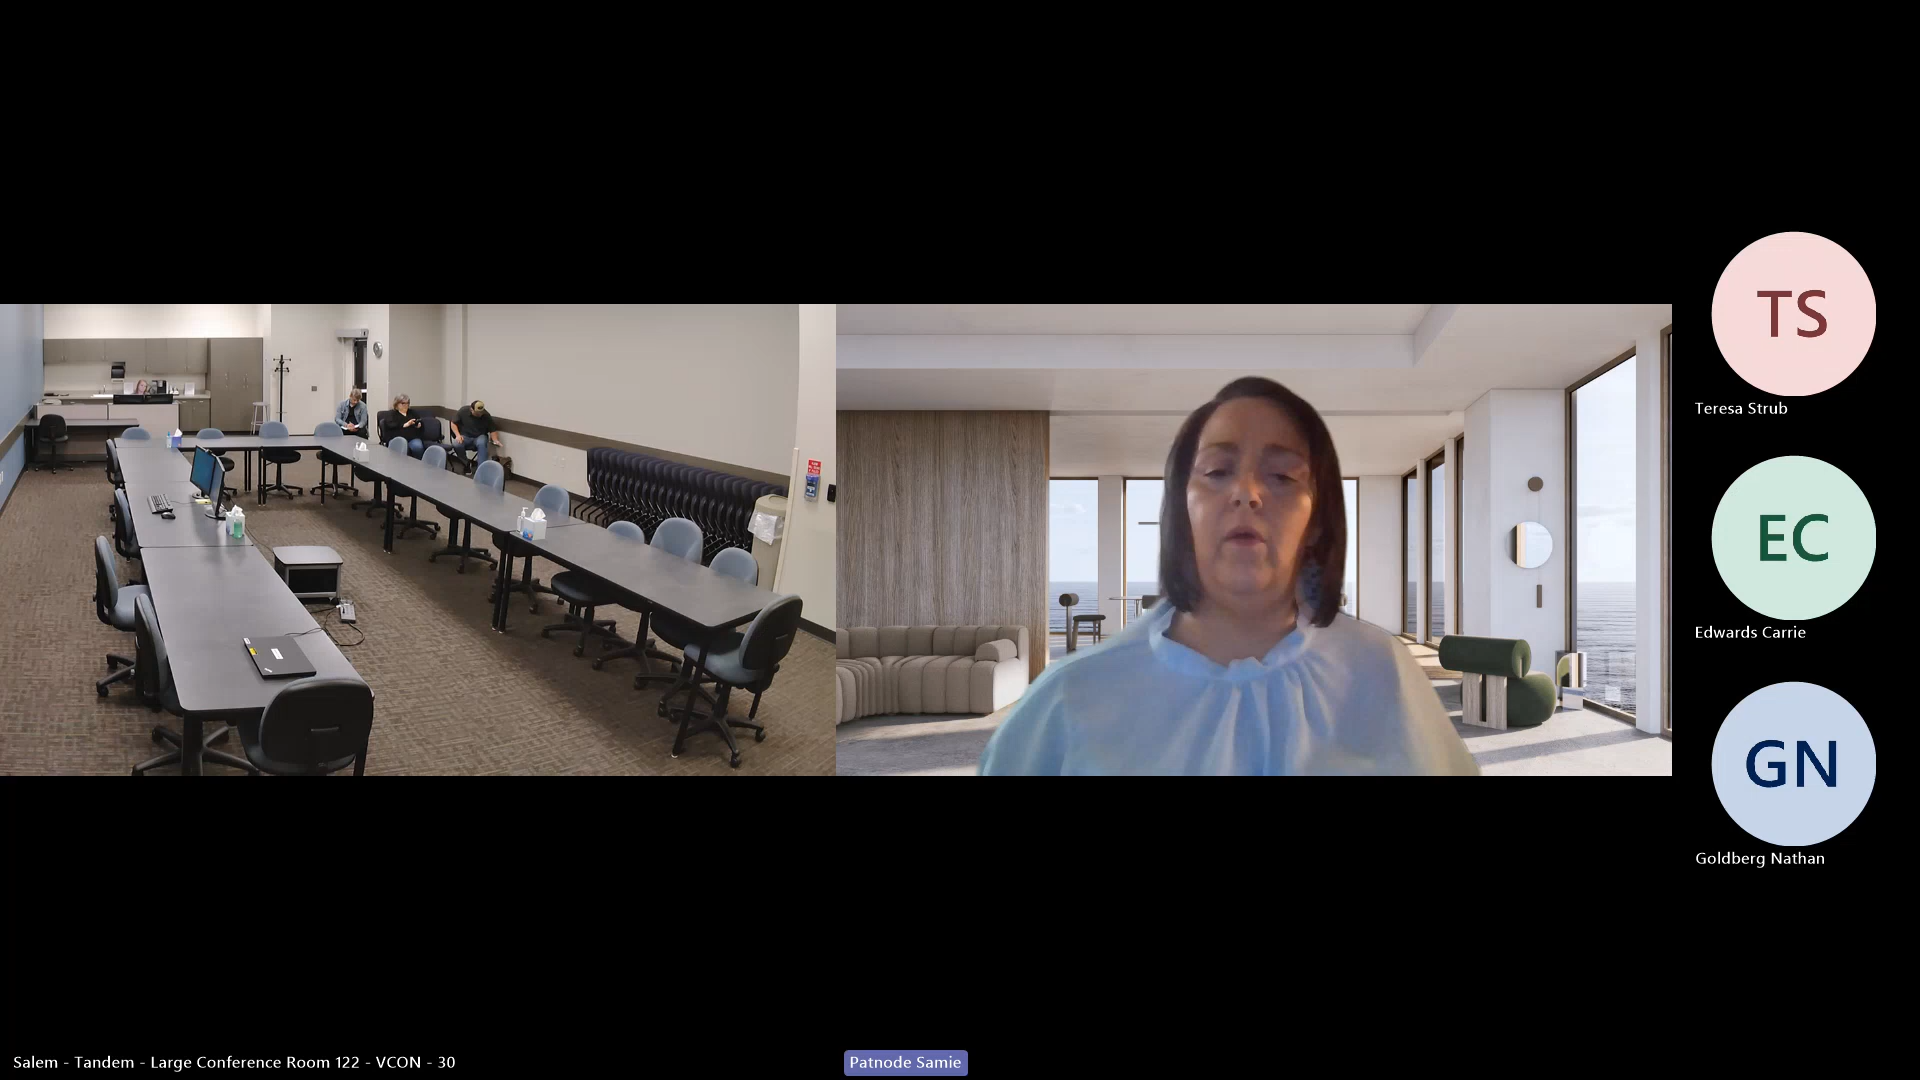 TS
Teresa Strub
EC
Edwards Carrie
GN
Goldberg Nathan
Salem - Tandem - Large Conference Room 122 - VCON - 30
Patnode Samie